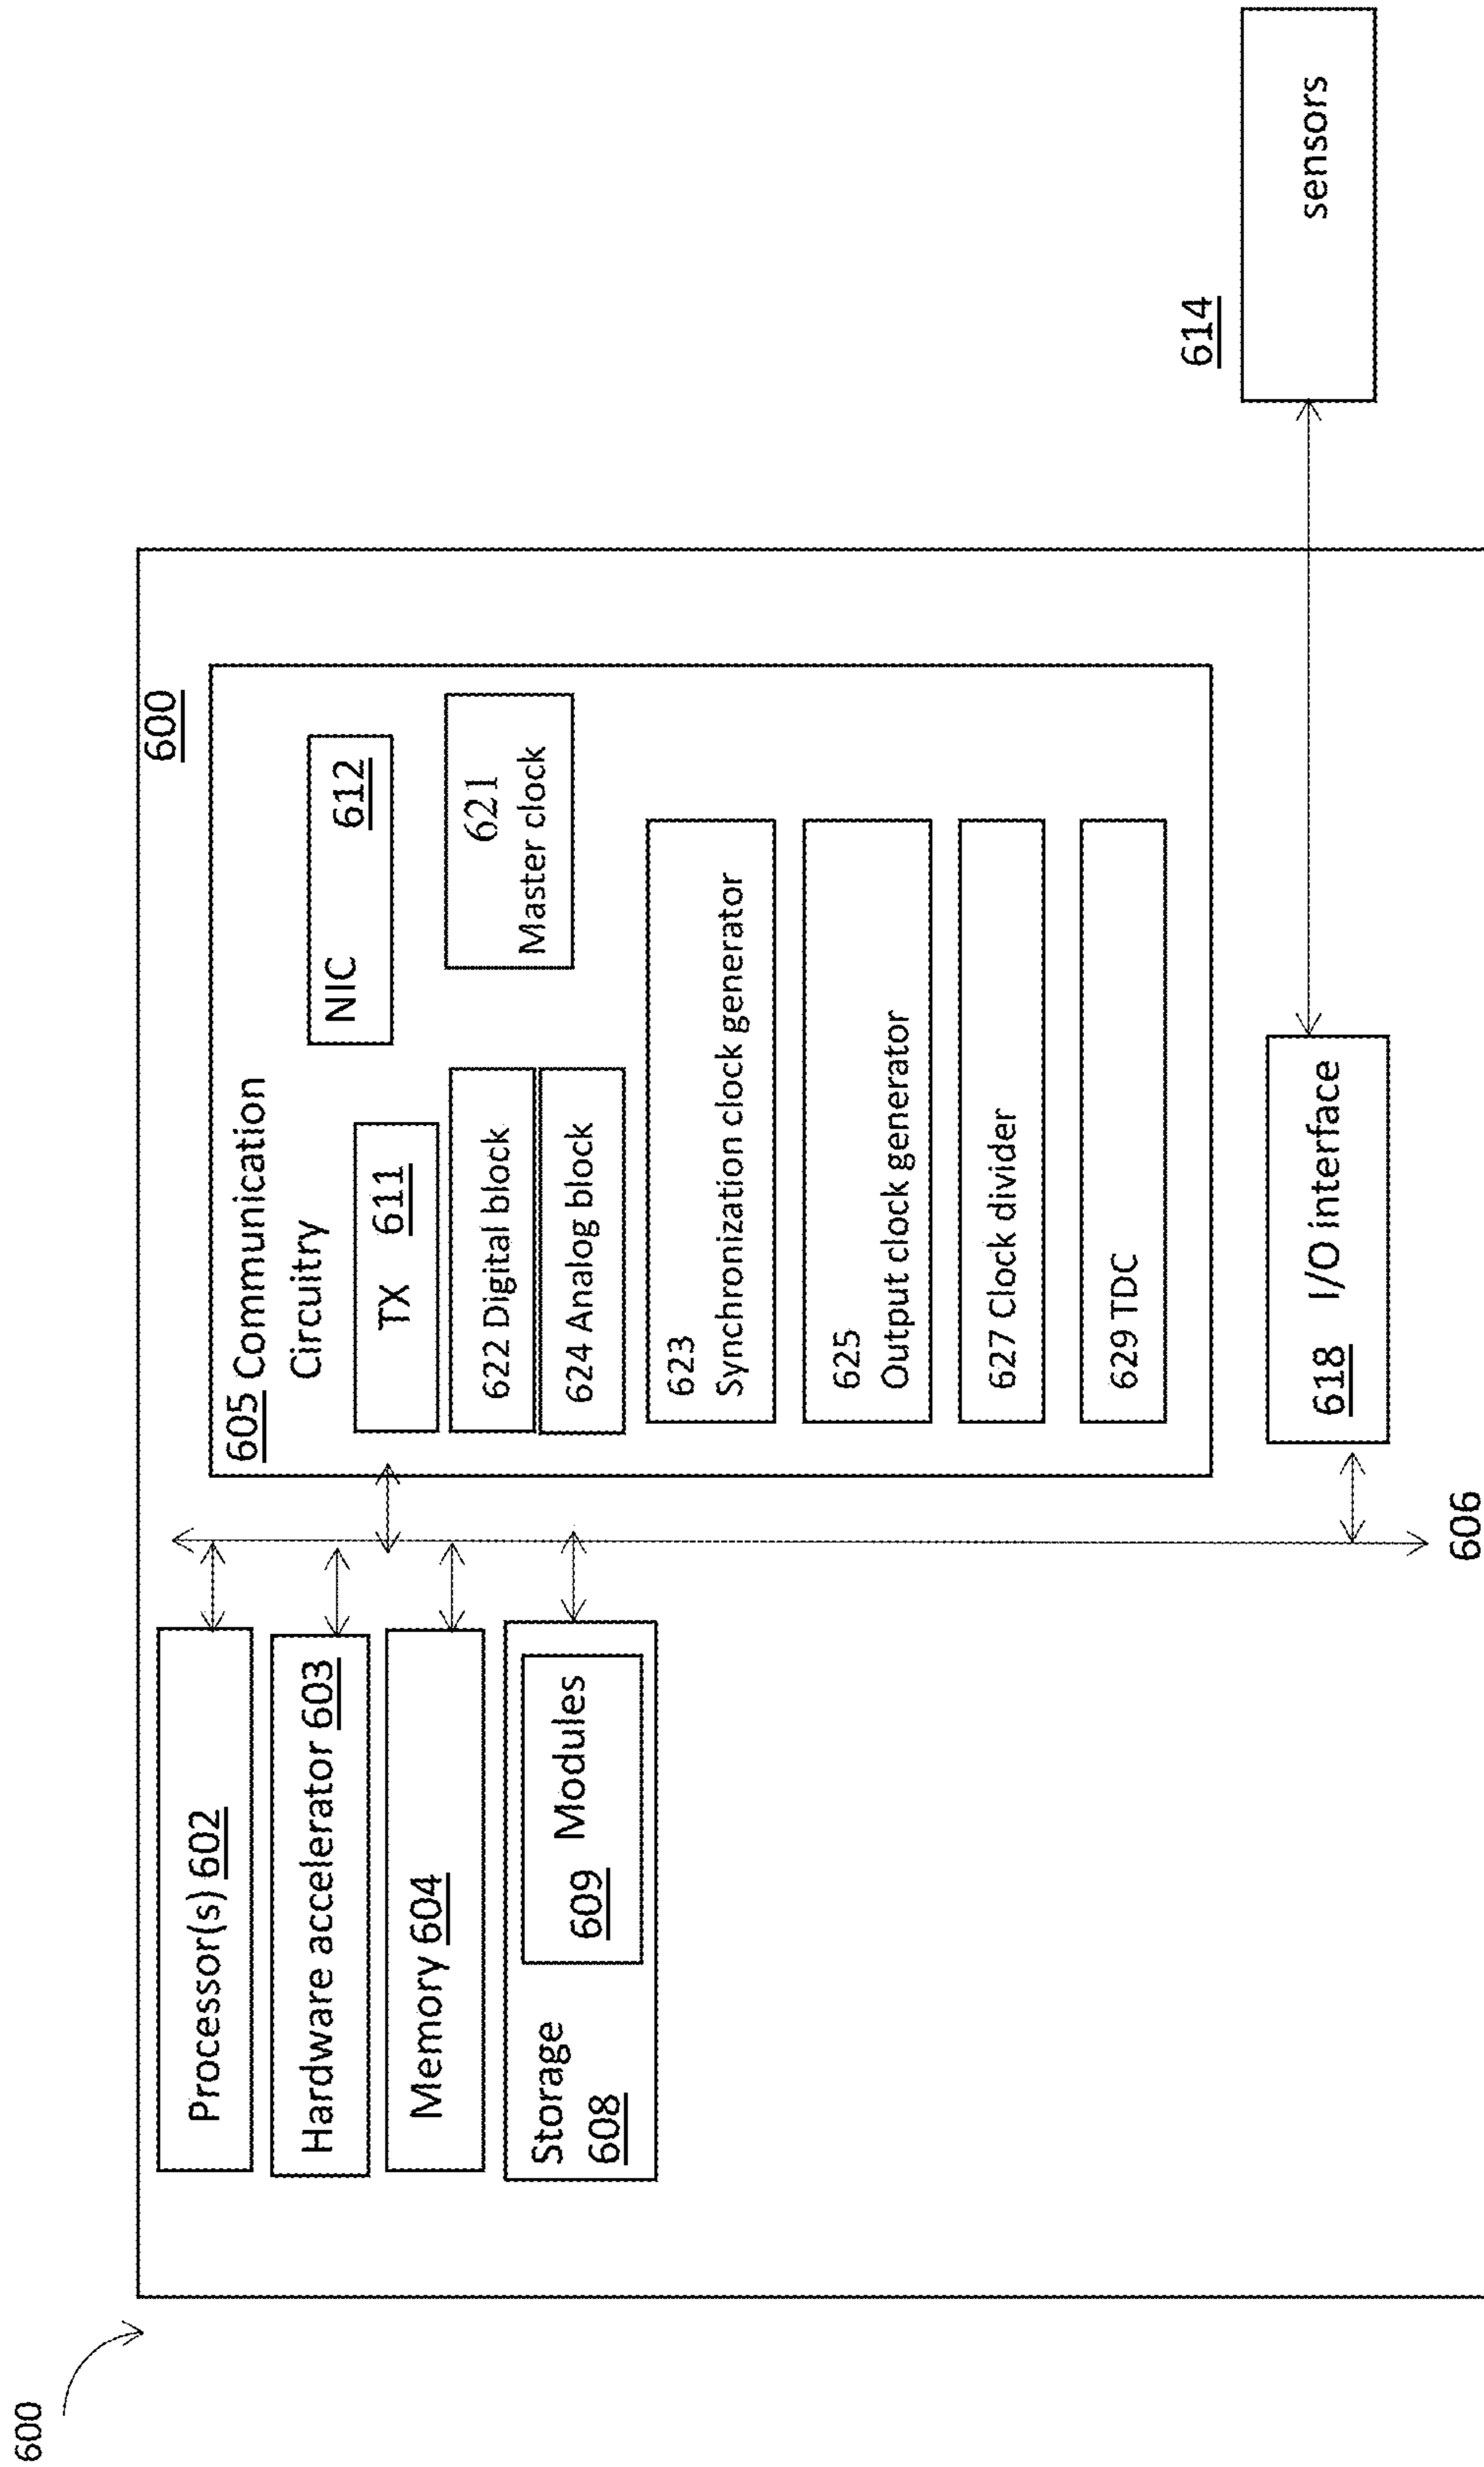 600
600
Processor(s) 602
Hardware accelerator 603
Memory 604
Storage
608
609 Modules
605 Communication
Circuitry
NIC 612
TX 611
621
Master clock
622 Digital block
624 Analog block
623
Synchronization clock generator
625
Output clock generator
627 Clock divider
629 TDC
618 I/O interface
606
614
sensors